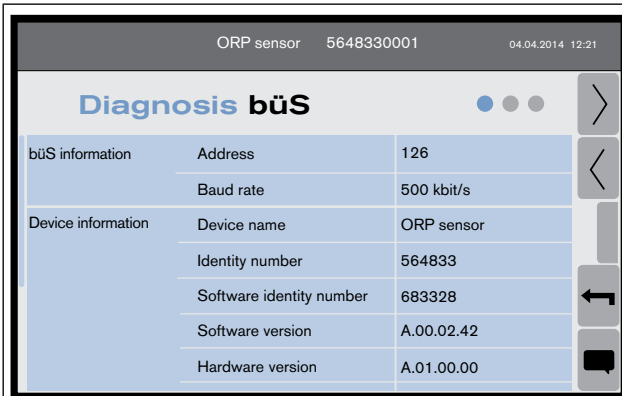 ORP sensor 5648330001 04.04.2014 12:21
Diagnosis büS
büS information Address 126
Baud rate 500 kbit/s
Device information Device name ORP sensor
Identity number 564833
Software identity number 683328
Software version A.00.02.42
Hardware version A.01.00.00